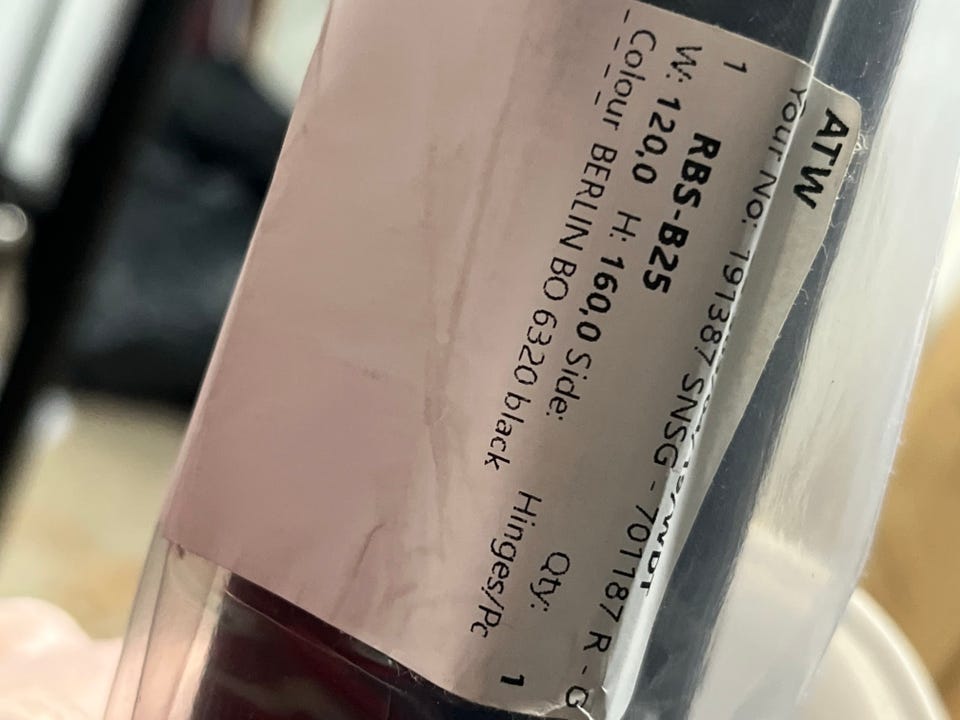 ATW
Your No: 191387 SNSG - 701187 R - G
1 RBS-B25
W: 120,0 H: 160,0 Side: Qty: 1
Colour BERLIN BO 6320 black Hinges/Pc